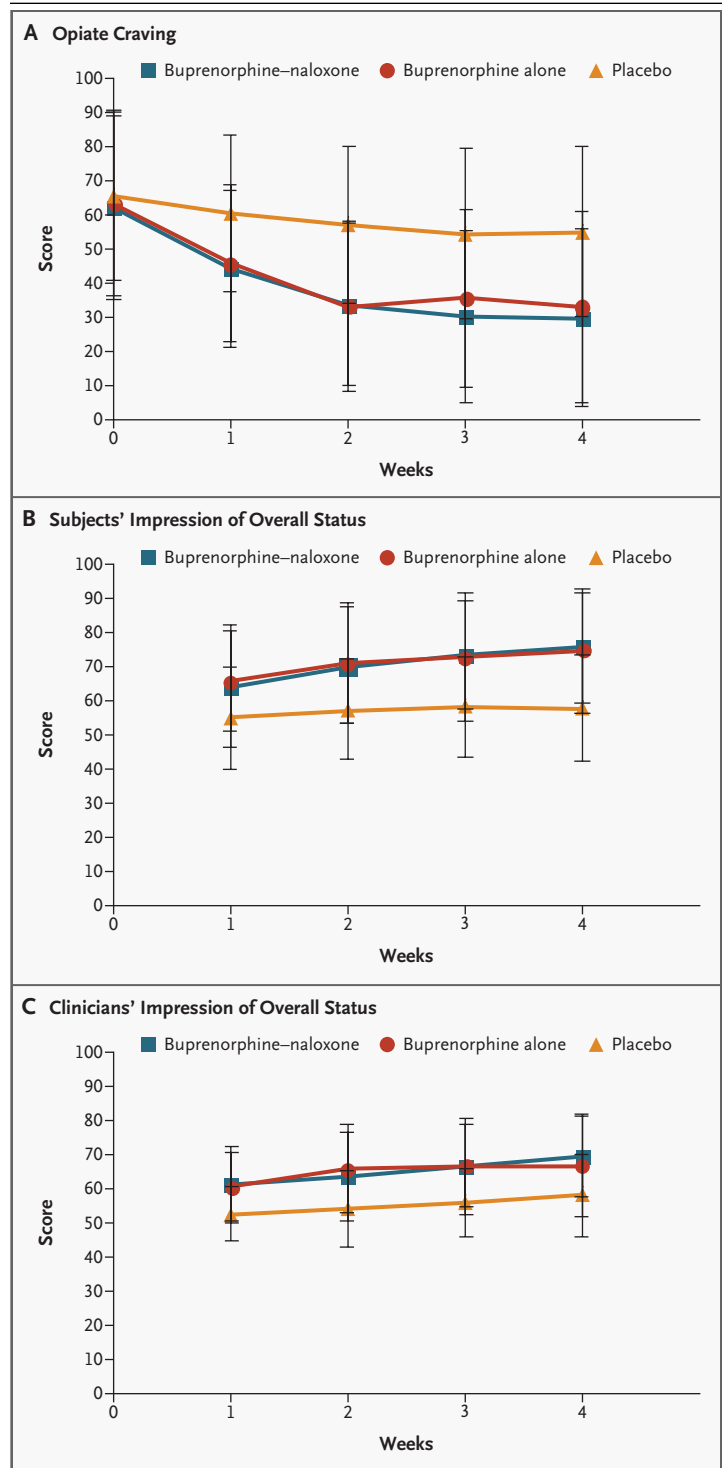 A Opiate Craving
Buprenorphine–naloxone Buprenorphine alone Placebo
100
90
80
70
60
50
40
30
20
10
0
Score
0 1 2 3 4
Weeks
B Subjects’ Impression of Overall Status
Buprenorphine–naloxone Buprenorphine alone Placebo
100
90
80
70
60
50
40
30
20
10
0
Score
0 1 2 3 4
Weeks
C Clinicians’ Impression of Overall Status
Buprenorphine–naloxone Buprenorphine alone Placebo
100
90
80
70
60
50
40
30
20
10
0
Score
0 1 2 3 4
Weeks